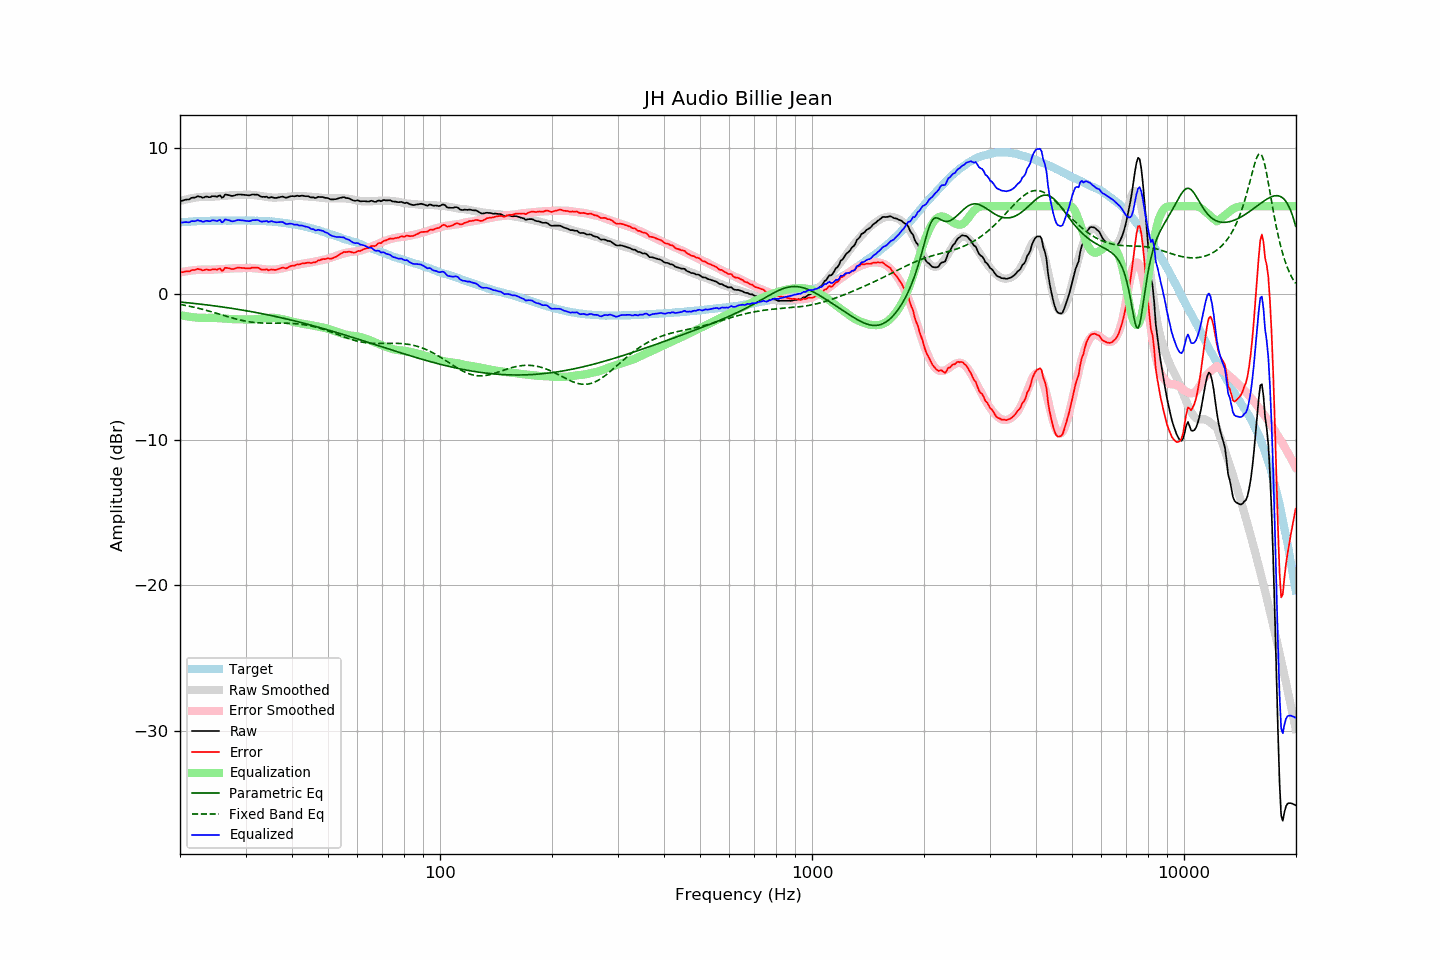 JH Audio Billie Jean
Amplitude (dBr)
10
0
−10
−20
−30
Target
Raw Smoothed
Error Smoothed
Raw
Error
Equalization
Parametric Eq
Fixed Band Eq
Equalized
100
1000
10000
Frequency (Hz)